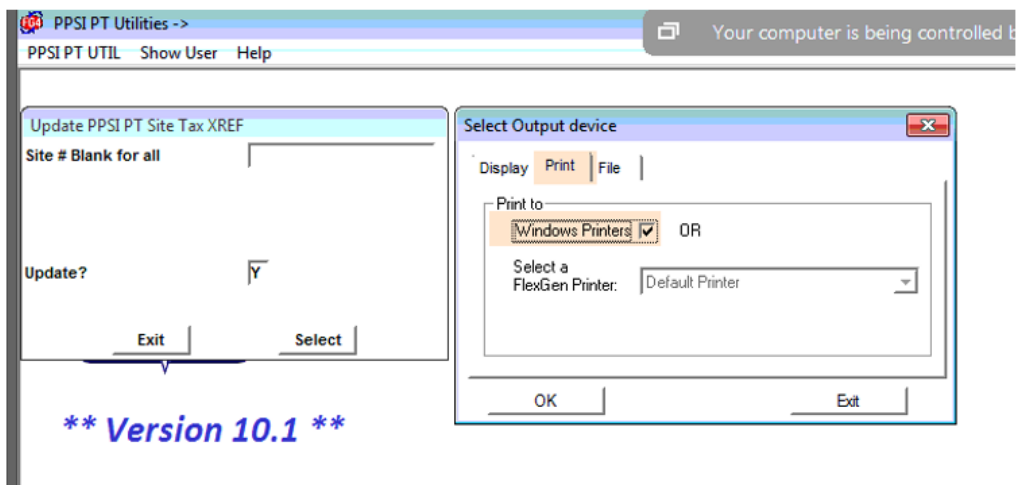 FG4 PPSI PT Utilities ->
Your computer is being controlled
PPSI PT UTIL Show User Help
Update PPSI PT Site Tax XREF
Site # Blank for all
Update? Y
Exit Select
** Version 10.1 **
Select Output device
Display Print File
Print to
Windows Printers OR
Select a
FlexGen Printer: Default Printer
OK Exit